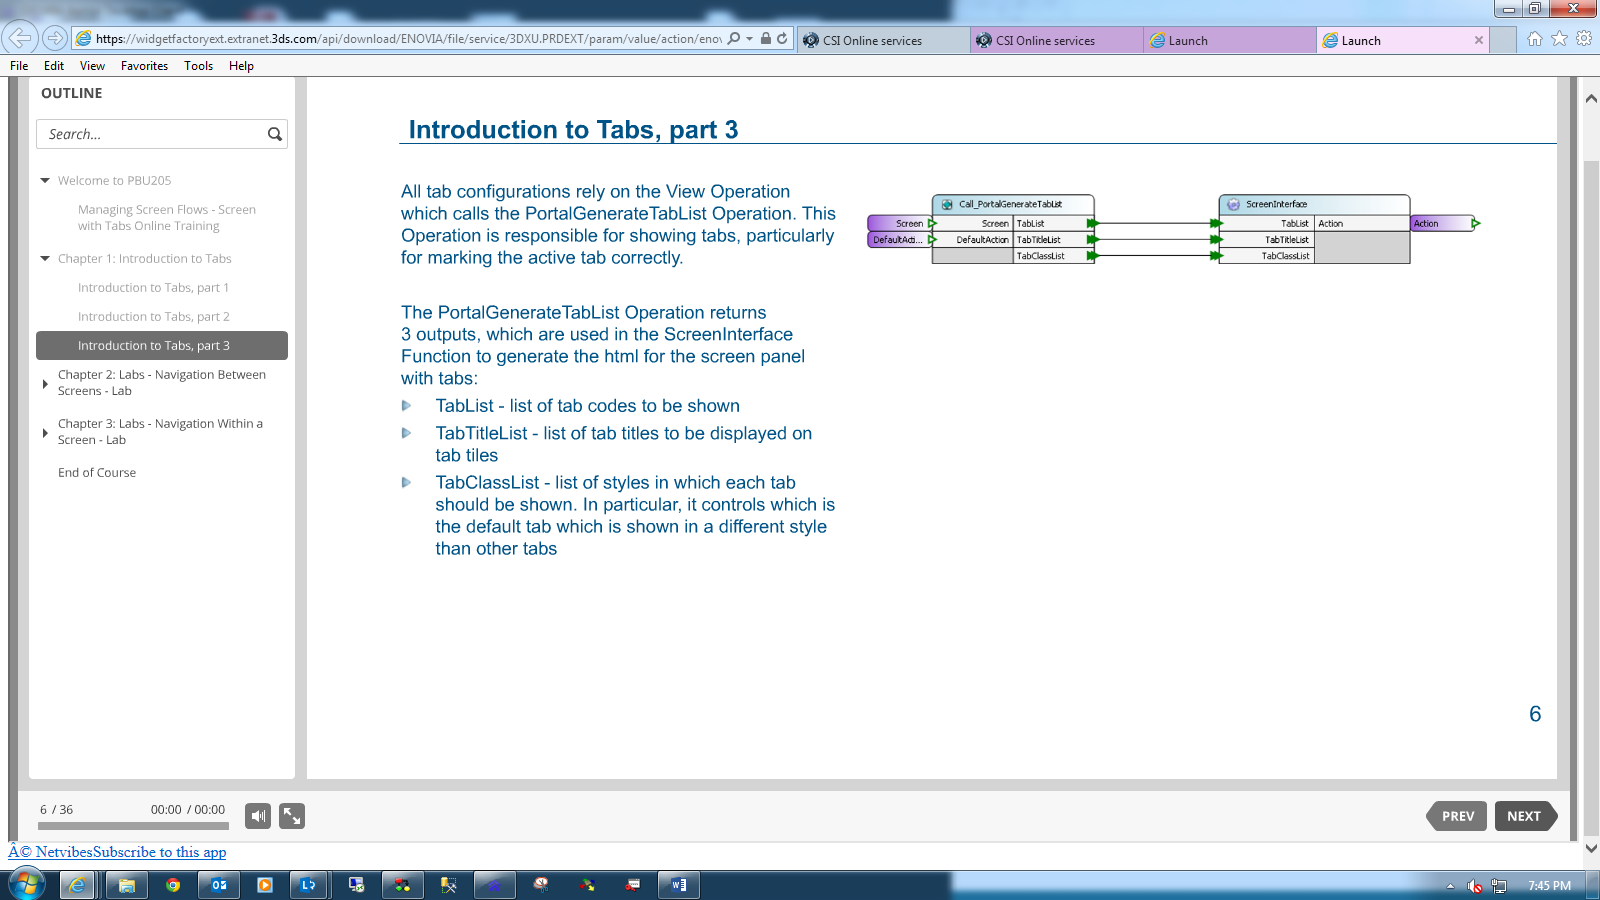 https://widgetfactoryext.extranet.3ds.com/api/download/ENOVIA/file/service/3DXU.PRDEXT/param/value/action/enov
CSI Online services
CSI Online services
Launch
Launch
File Edit View Favorites Tools Help
OUTLINE
Search...
Welcome to PBU205
Managing Screen Flows - Screen
with Tabs Online Training
Chapter 1: Introduction to Tabs
Introduction to Tabs, part 1
Introduction to Tabs, part 2
Introduction to Tabs, part 3
Chapter 2: Labs - Navigation Between
Screens - Lab
Chapter 3: Labs - Navigation Within a
Screen - Lab
End of Course
Introduction to Tabs, part 3
All tab configurations rely on the View Operation
which calls the PortalGenerateTabList Operation. This
Operation is responsible for showing tabs, particularly
for marking the active tab correctly.
The PortalGenerateTabList Operation returns
3 outputs, which are used in the ScreenInterface
Function to generate the html for the screen panel
with tabs:
TabList - list of tab codes to be shown
TabTitleList - list of tab titles to be displayed on
tab tiles
TabClassList - list of styles in which each tab
should be shown. In particular, it controls which is
the default tab which is shown in a different style
than other tabs
Call_PortalGenerateTabList
Screen Screen TabList
DefaultActi... DefaultAction TabTitleList
TabClassList
ScreenInterface
TabList Action Action
TabTitleList
TabClassList
6
6 / 36 00:00 / 00:00
PREV NEXT
Â© NetvibesSubscribe to this app
7:45 PM